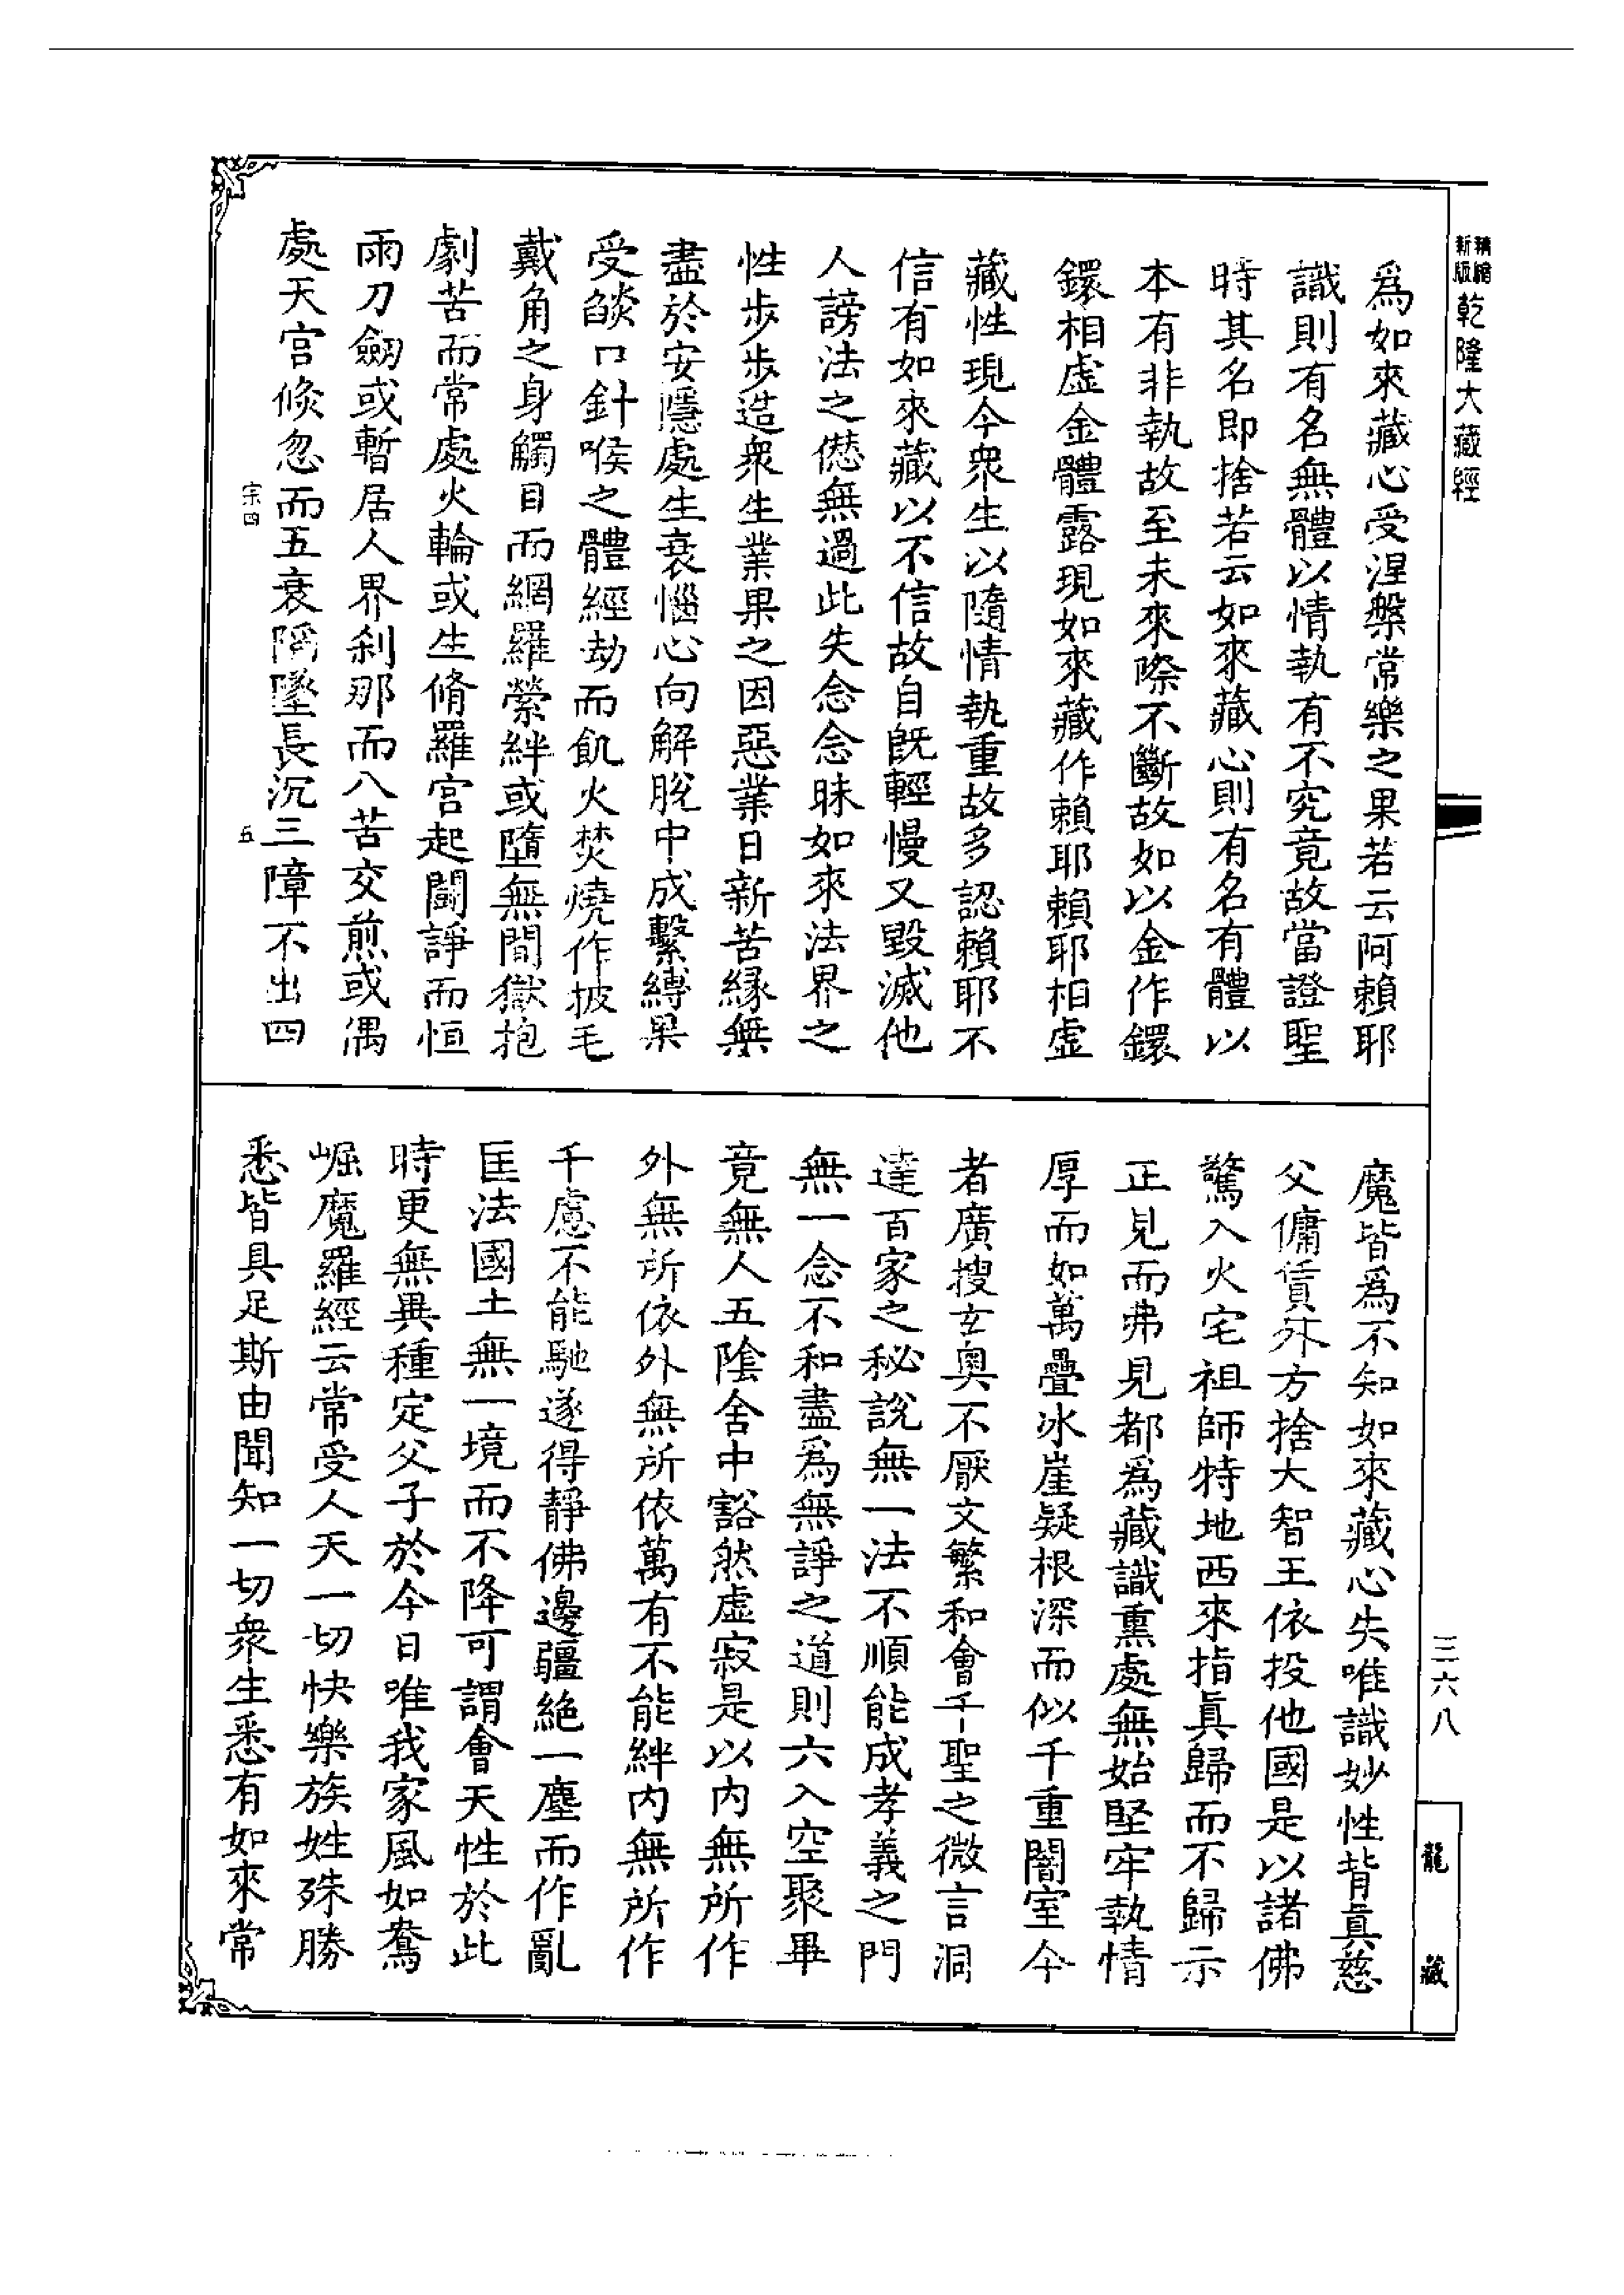 精縮新版乾隆大藏經
為如來藏心受涅槃常樂之果若云阿賴耶
識則有名無體以情執有不究竟故當證聖
時其名即捨若云如來藏心則有名有體以
本有非執故至未來際不斷故如以金作鐶
鐶相虛金體露現如來藏作賴耶賴耶相虛
藏性現今衆生以隨情執重故多認賴耶不
信有如來藏以不信故自旣輕慢又毀滅他
人謗法之愆無過此失念念昧如來法界之
性步步造衆生業果之因惡業日新苦緣無
盡於安隱處生衰惱心向解脫中成繫縛果
受燄口針喉之體經劫而飢火焚燒作披毛
戴角之身觸目而網羅縈絆或墮無間獄抱
劇苦而常處火輪或生脩羅宮起鬪諍而恒
雨刀劒或暫居人界刹那而八苦交煎或偶
處天宮倐忽而五衰陷墜長沉三障不出四
宗四 五
三六八
龍藏
魔皆爲不知如來藏心失唯識妙性背眞慈
父傭賃外方捨大智王依投他國是以諸佛
驚入火宅祖師特地西來指眞歸而不歸示
正見而弗見都爲藏識熏處無始堅牢執情
厚而如萬疊冰崖疑根深而似千重闇室今
者廣搜玄奧不厭文繁和會千聖之微言洞
達百家之秘說無一法不順能成孝義之門
無一念不和盡爲無諍之道則六入空聚畢
竟無人五陰舍中豁然虛寂是以內無所作
外無所依外無所依萬有不能絆內無所作
千慮不能馳遂得靜佛邊疆絕一塵而作亂
匡法國土無一境而不降可謂會天性於此
時更無異種定父子於今日唯我家風如鴦
崛魔羅經云常受人天一切快樂族姓殊勝
悉皆具足斯由聞知一切衆生悉有如來常